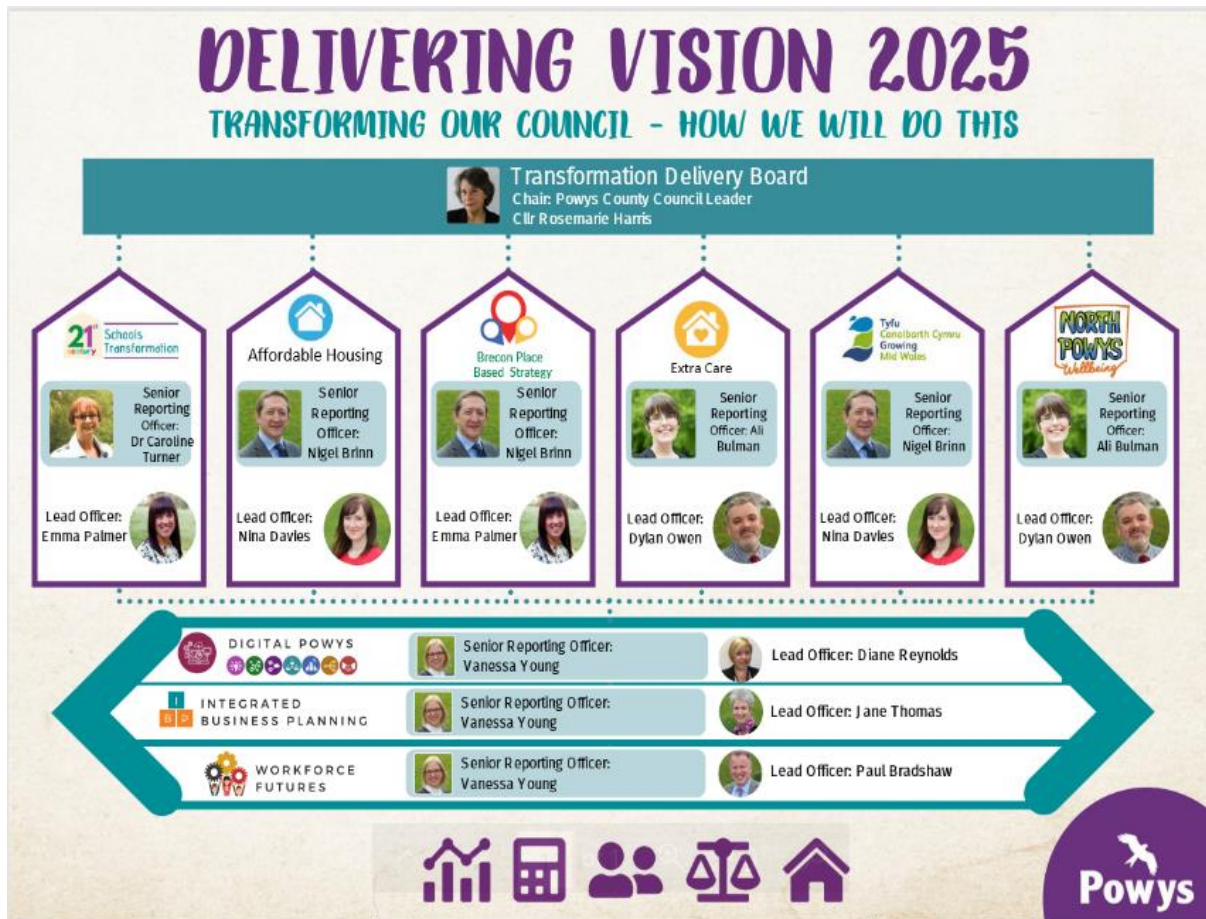 DELIVERING VISION 2025
TRANSFORMING OUR COUNCIL - HOW WE WILL DO THIS
Transformation Delivery Board
Chair: Powys County Council Leader
Cllr Rosemarie Harris
21st
century
Schools
Transformation
Senior
Reporting
Officer:
Dr Caroline
Turner
Lead Officer:
Emma Palmer
Affordable Housing
Senior
Reporting
Officer:
Nigel Brinn
Lead Officer:
Nina Davies
Brecon Place
Based Strategy
Senior
Reporting
Officer:
Nigel Brinn
Lead Officer:
Emma Palmer
Extra Care
Senior
Reporting
Officer: Ali
Bulman
Lead Officer:
Dylan Owen
Tyfu
Canolbarth Cymru
Growing
Mid Wales
Senior
Reporting
Officer:
Nigel Brinn
Lead Officer:
Nina Davies
NORTH
POWYS
Wellbeing
Senior
Reporting
Officer:
Ali Bulman
Lead Officer:
Dylan Owen
DIGITAL POWYS
Senior Reporting Officer:
Vanessa Young
Lead Officer: Diane Reynolds
I
B P
INTEGRATED
BUSINESS PLANNING
Senior Reporting Officer:
Vanessa Young
Lead Officer: Jane Thomas
WORKFORCE
FUTURES
Senior Reporting Officer:
Vanessa Young
Lead Officer: Paul Bradshaw
Powys